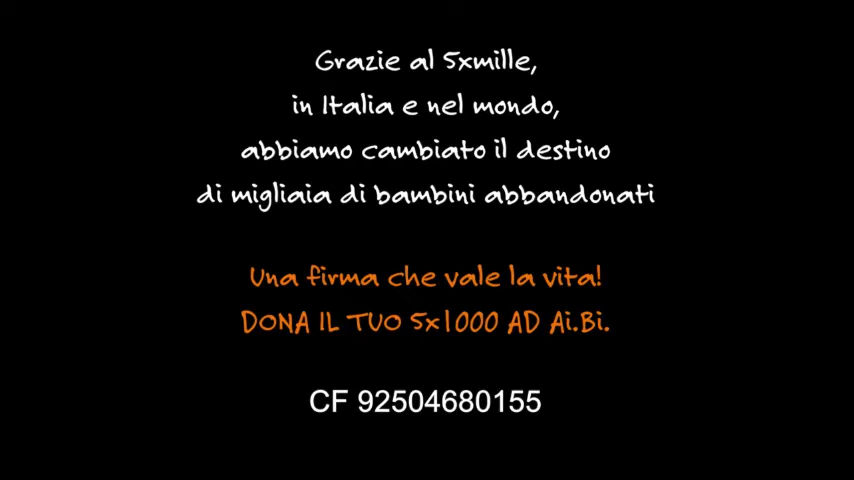 Grazie al 5xmille,
in Italia e nel mondo,
abbiamo cambiato il destino
di migliaia di bambini abbandonati
Una firma che vale la vita!
DONA IL TUO 5x1000 AD Ai.Bi.
CF 92504680155